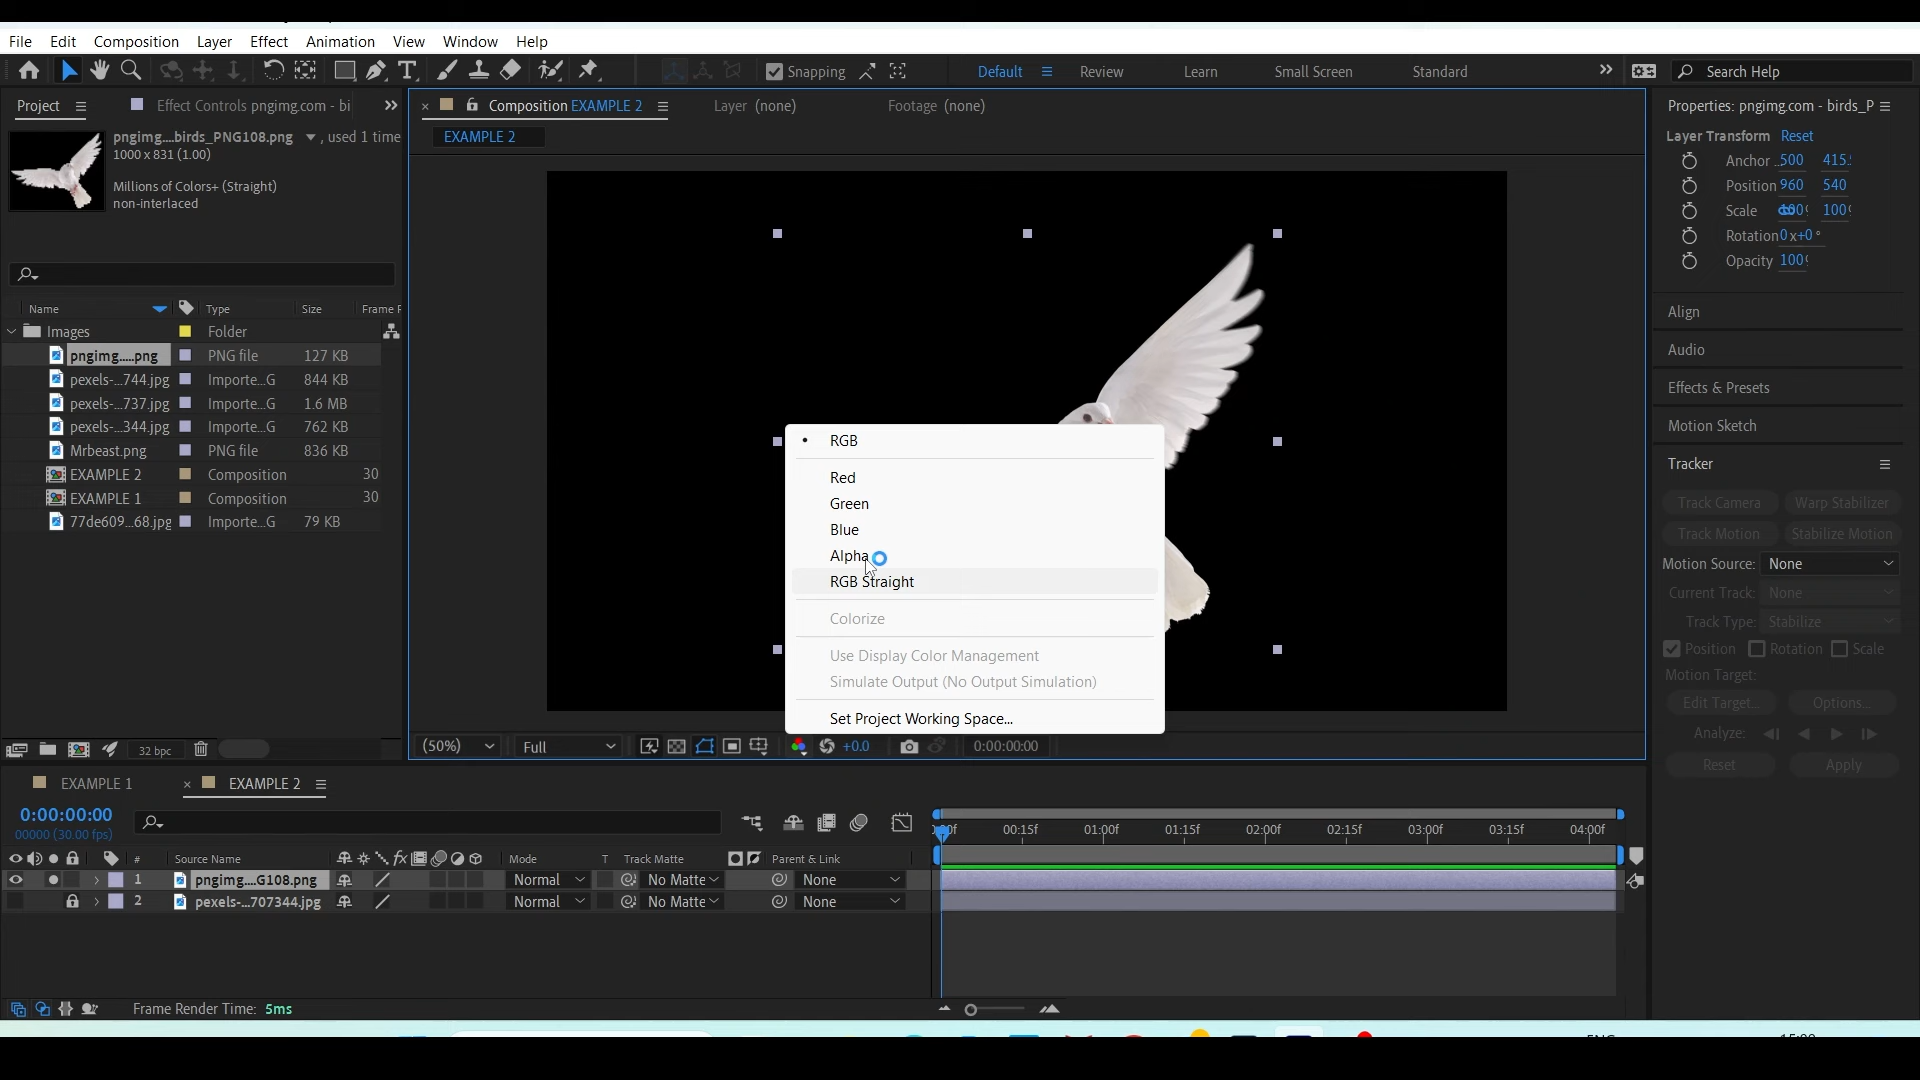 File Edit Composition Layer Effect Animation View Window Help
Snapping Default Review Learn Small Screen Standard Search Help
Project Effect Controls pngimg.com - bi
Composition EXAMPLE 2 Layer (none) Footage (none)
EXAMPLE 2
pngimg....birds_PNG108.png , used 1 time
1000 x 831 (1.00)
Millions of Colors+ (Straight)
non-interlaced
Name Type Size Frame F
Images Folder
pngimg.....png PNG file 127 KB
pexels-...744.jpg Importe...G 844 KB
pexels-...737.jpg Importe...G 1.6 MB
pexels-...344.jpg Importe...G 762 KB
Mrbeast.png PNG file 836 KB
EXAMPLE 2 Composition 30
EXAMPLE 1 Composition 30
77de609...68.jpg Importe...G 79 KB
32 bpc
RGB
Red
Green
Blue
Alpha
RGB Straight
Colorize
Use Display Color Management
Simulate Output (No Output Simulation)
Set Project Working Space...
(50%) Full +0.0 0:00:00:00
Properties: pngimg.com - birds_P
Layer Transform Reset
Anchor .. 500 415.
Position 960 540
Scale 100 100
Rotation 0x+0°
Opacity 100
Align
Audio
Effects & Presets
Motion Sketch
Tracker
Track Camera Warp Stabilizer
Track Motion Stabilize Motion
Motion Source: None
Current Track: None
Track Type: Stabilize
Position Rotation Scale
Motion Target:
Edit Target... Options...
Analyze:
Reset Apply
EXAMPLE 1 EXAMPLE 2
0:00:00:00
00000 (30.00 fps)
00:15f 01:00f 01:15f 02:00f 02:15f 03:00f 03:15f 04:00f
# Source Name fx Mode T Track Matte Parent & Link
1 pngimg....G108.png Normal No Matte None
2 pexels-...707344.jpg Normal No Matte None
Frame Render Time: 5ms